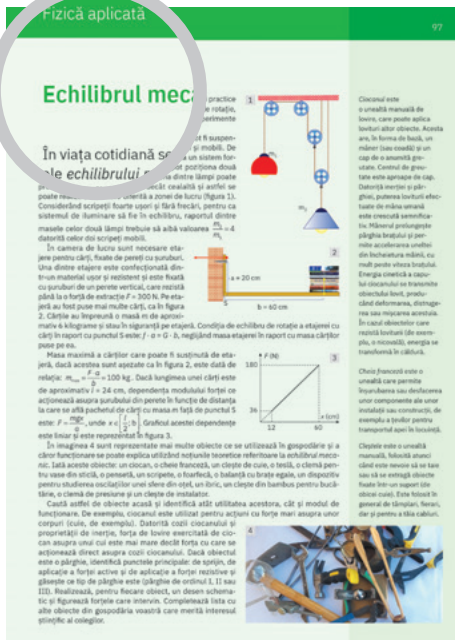 Fizică aplicată
97
Echilibrul meca
practice
de rotație,
perimente
În viața cotidiană se
ale echilibrului
fi suspen-
și mobili. De
a un sistem for-
pot poziționa două
dintre lămpi poate
decât cealaltă și astfel se
poate diferită a zonei de lucru (figura 1).
Considerând scripeții foarte ușori și fără frecări, pentru ca
sistemul de iluminare să fie în echilibru, raportul dintre
masele celor două lămpi trebuie să aibă valoarea m₂/m₁ = 4
datorită celor doi scripeți mobili.
În camera de lucru sunt necesare eta-
jere pentru cărți, fixate de pereți cu șuruburi.
Una dintre etajere este confecționată din-
tr-un material ușor și rezistent și este fixată
cu șuruburi de un perete vertical, care rezistă
până la o forță de extracție F = 300 N. Pe eta-
jeră au fost puse mai multe cărți, ca în figura
2. Cărțile au împreună o masă m de aproxi-
mativ 6 kilograme și stau în siguranță pe etajeră. Condiția de echilibru de rotație a etajerei cu
cărți în raport cu punctul S este: f · a = G · b, neglijând masa etajerei în raport cu masa cărților
puse pe ea.
Masa maximă a cărților care poate fi susținută de eta-
jeră, dacă acestea sunt așezate ca în figura 2, este dată de
relația: = 100 kg. Dacă lungimea unei cărți este
de aproximativ l = 24 cm, dependența modulului forței ce
acționează asupra șurubului din perete în funcție de distanța
la care se află pachetul de cărți cu masa m față de punctul S
este: F = mgx/a, unde x ∈ [l/2; b]. Graficul acestei dependențe
este liniar și este reprezentat în figura 3.
În imaginea 4 sunt reprezentate mai multe obiecte ce se utilizează în gospodărie și a
căror funcționare se poate explica utilizând noțiunile teoretice referitoare la echilibrul meca-
nic. Iată aceste obiecte: un ciocan, o cheie franceză, un clește de cuie, o teslă, o clemă pen-
tru vase din sticlă, o pensetă, un scripete, o foarfecă, o balanță cu brațe egale, un dispozitiv
pentru studierea oscilațiilor unei sfere din oțel, un ibric, un clește din bambus pentru bucă-
tărie, o clemă de presiune și un clește de instalator.
Caută astfel de obiecte acasă și identifică atât utilitatea acestora, cât și modul de
funcționare. De exemplu, ciocanul este utilizat pentru acțiuni cu forțe mari asupra unor
corpuri (cuie, de exemplu). Datorită cozii ciocanului și
proprietății de inerție, forța de lovire exercitată de cio-
can asupra unui cui este mai mare decât forța cu care se
acționează direct asupra cozii ciocanului. Dacă obiectul
este o pârghie, identifică punctele principale: de sprijin, de
aplicație a forței active și de aplicație a forței rezistive și
găsește ce tip de pârghie este (pârghie de ordinul I, II sau
III). Realizează, pentru fiecare obiect, un desen schema-
tic și figurează forțele care intervin. Completează lista cu
alte obiecte din gospodăria voastră care merită interesul
științific al colegilor.
1
m₁
m₂
2
a = 20 cm
S
b = 60 cm
3
F (N)
180
36
12
60
x (cm)
4
Ciocanul este
o unealtă manuală de
lovire, care poate aplica
lovituri altor obiecte. Acesta
are, în forma de bază, un
mâner (sau coadă) și un
cap de o anumită greu-
tate. Centrul de greu-
tate este aproape de cap.
Datorită inerției și pâr-
ghiei, puterea loviturii efec-
tuate de mâna umană
este crescută semnifica-
tiv. Mânerul prelungește
pârghia brațului și per-
mite accelerarea uneltei
din încheietura mâinii, cu
mult peste viteza brațului.
Energia cinetică a capu-
lui ciocanului se transmite
obiectului lovit, produ-
când deformarea, distruge-
rea sau mișcarea acestuia.
În cazul obiectelor care
rezistă loviturii (de exem-
plu, o nicovală), energia se
transformă în căldură.
Cheia franceză este o
unealtă care permite
înșurubarea sau desfacerea
unor componente ale unor
instalații sau construcții, de
exemplu a țevilor pentru
transportul apei în locuință.
Cleștele este o unealtă
manuală, folosită atunci
când este nevoie să se taie
sau să se extragă obiecte
fixate într-un suport (de
obicei cuie). Este folosit în
general de tâmplari, fierari,
dar și pentru a tăia cabluri.